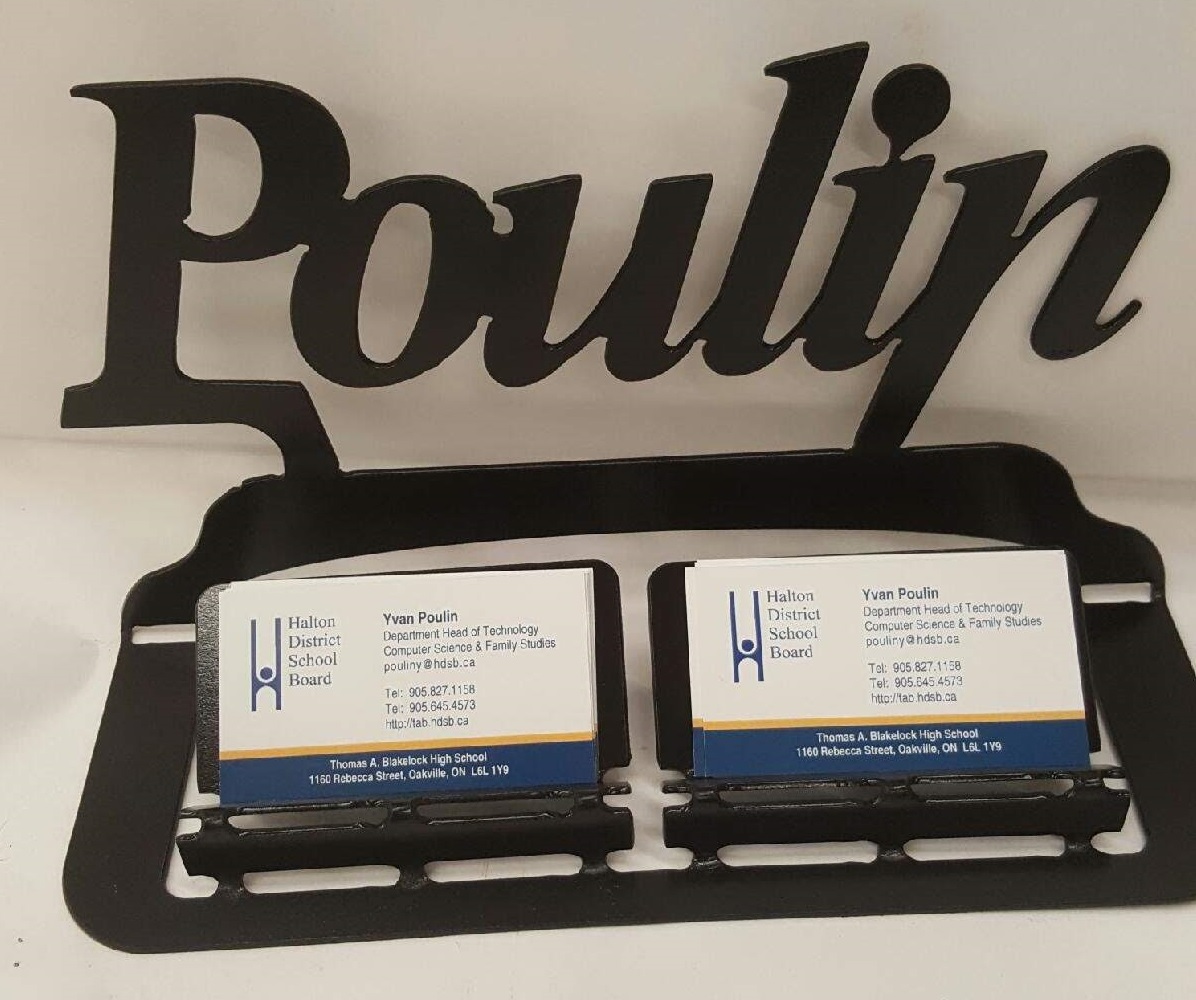 Poulin
Halton
District
School
Board
Yvan Poulin
Department Head of Technology
Computer Science & Family Studies
pouliny@hdsb.ca
Tel: 905.827.1158
Tel: 905.645.4573
http://tab.hdsb.ca
Thomas A. Blakelock High School
1160 Rebecca Street, Oakville, ON L6L 1Y9
Halton
District
School
Board
Yvan Poulin
Department Head of Technology
Computer Science & Family Studies
pouliny@hdsb.ca
Tel: 905.827.1158
Tel: 905.645.4573
http://tab.hdsb.ca
Thomas A. Blakelock High School
1160 Rebecca Street, Oakville, ON L6L 1Y9